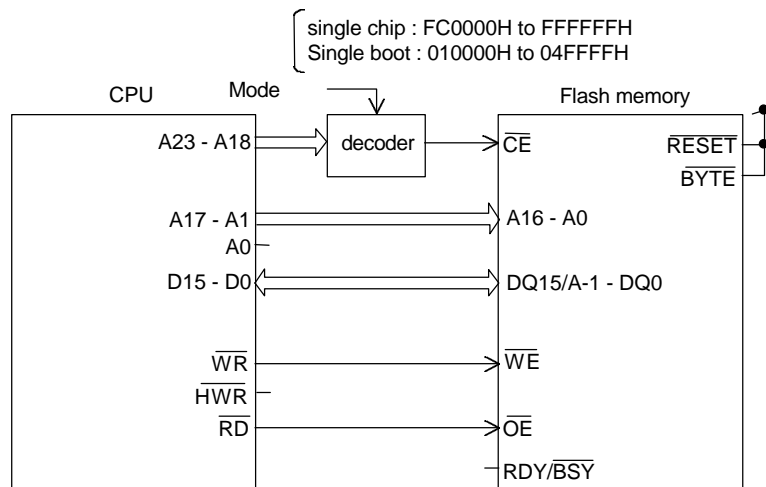 single chip : FC0000H to FFFFFFH
Single boot : 010000H to 04FFFFH
CPU
Mode
Flash memory
A23 - A18
decoder
CE
RESET
BYTE
A17 - A1
A16 - A0
A0
D15 - D0
DQ15/A-1 - DQ0
WR
WE
HWR
RD
OE
RDY/BSY